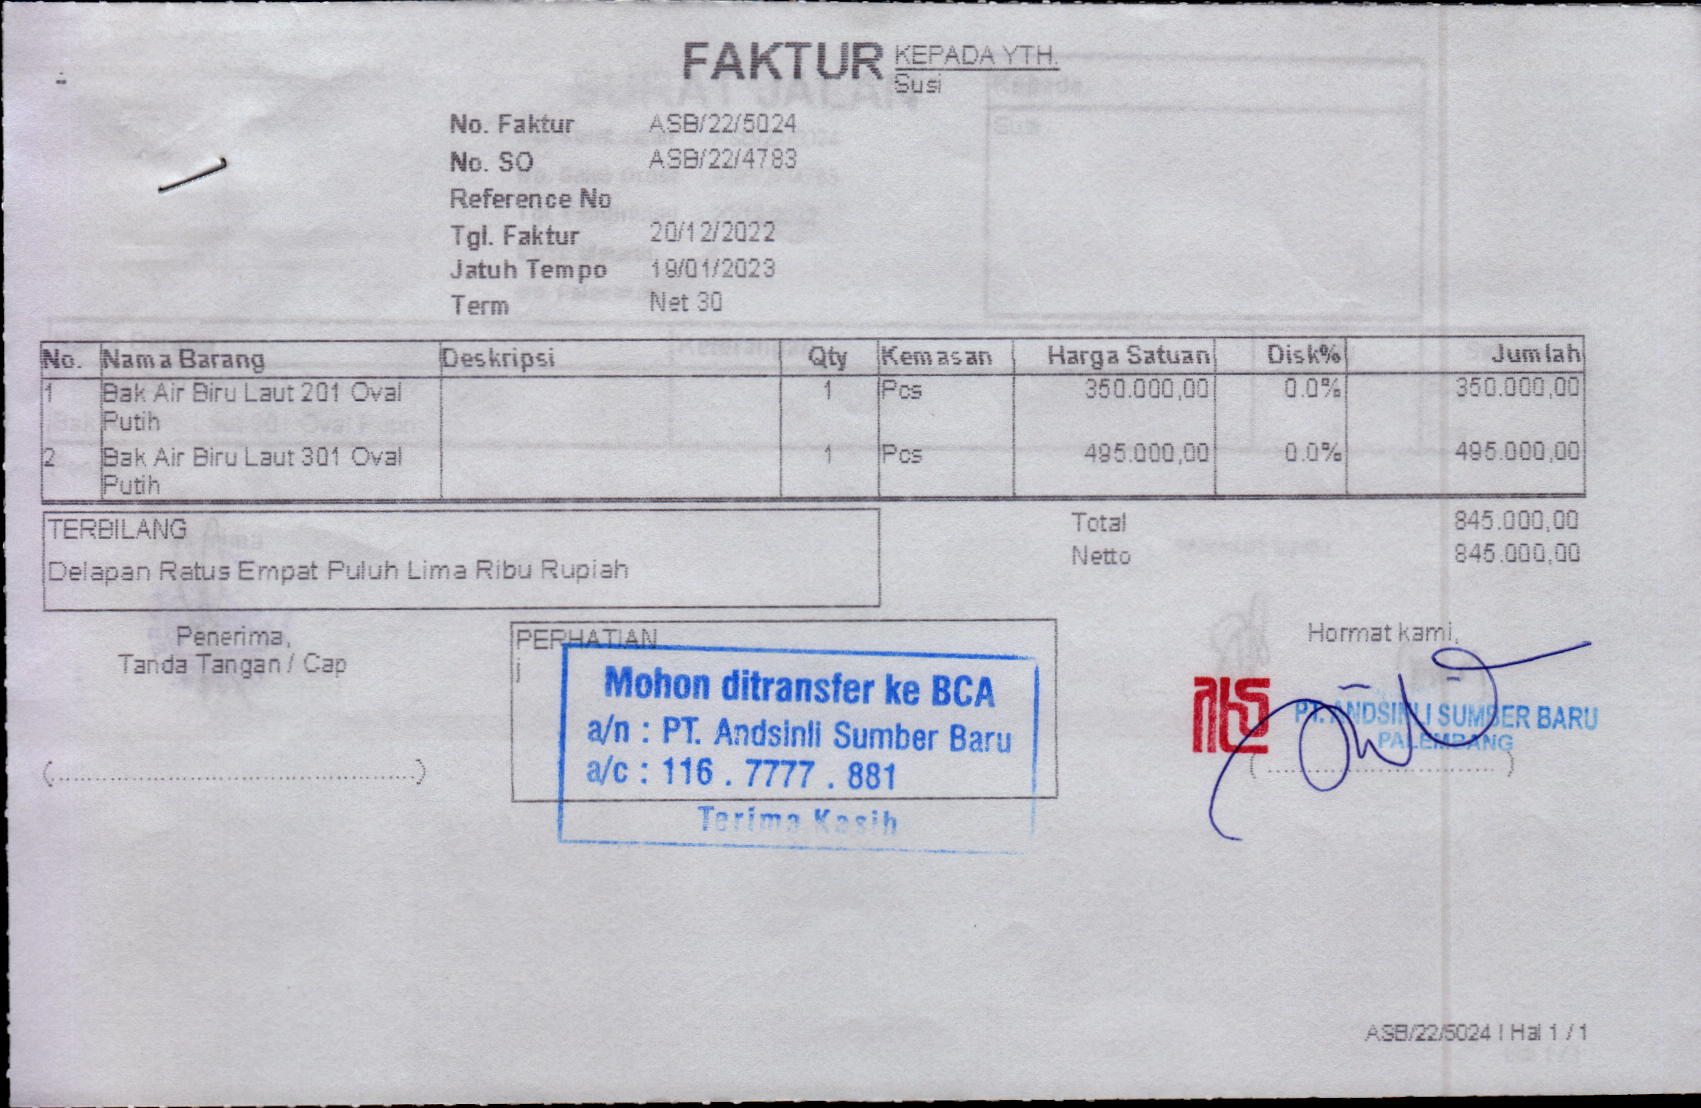 FAKTUR
KEPADA YTH.
Susi
No. Faktur ASB/22/5024
No. SO ASB/22/4783
Reference No
Tgl. Faktur 20/12/2022
Jatuh Tempo 19/01/2023
Term Net 30
No. Nama Barang Deskripsi Qty Kemasan Harga Satuan Disk% Jumlah
1 Bak Air Biru Laut 201 Oval 1 Pcs 350.000,00 0.0% 350.000,00
Putih
2 Bak Air Biru Laut 301 Oval 1 Pcs 495.000,00 0.0% 495.000,00
Putih
TERBILANG
Delapan Ratus Empat Puluh Lima Ribu Rupiah
Total 845.000,00
Netto 845.000,00
Penerima,
Tanda Tangan / Cap
(..........................................................)
PERHATIAN
j
Mohon ditransfer ke BCA
a/n : PT. Andsinli Sumber Baru
a/c : 116 . 7777 . 881
Terima Kasih
Hormat kami,
PT. ANDSINLI SUMBER BARU
PALEMBANG
(....................................)
ASB/22/5024 | Hal 1 / 1